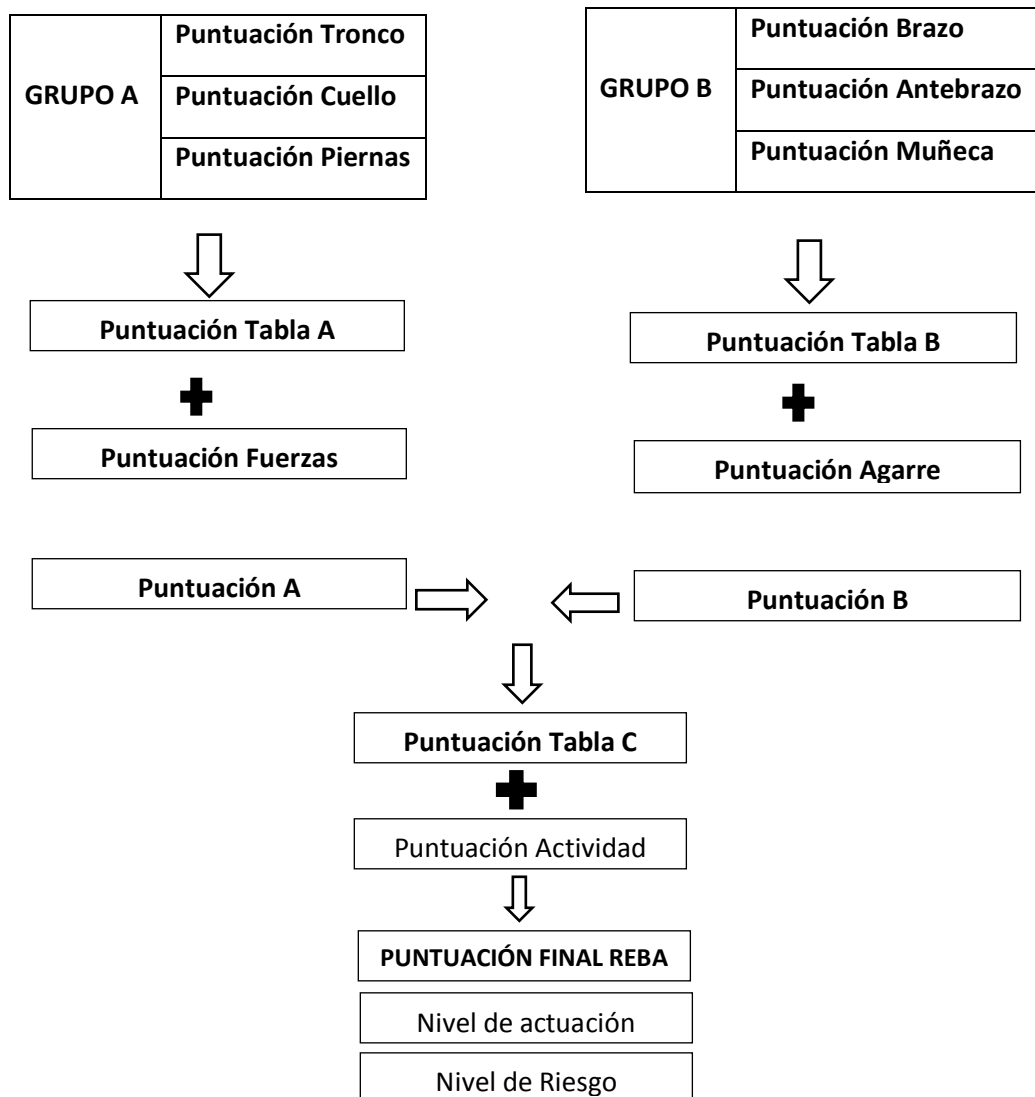 GRUPO A
Puntuación Tronco
Puntuación Cuello
Puntuación Piernas
GRUPO B
Puntuación Brazo
Puntuación Antebrazo
Puntuación Muñeca
Puntuación Tabla A
Puntuación Fuerzas
Puntuación Tabla B
Puntuación Agarre
Puntuación A
Puntuación B
Puntuación Tabla C
Puntuación Actividad
PUNTUACIÓN FINAL REBA
Nivel de actuación
Nivel de Riesgo